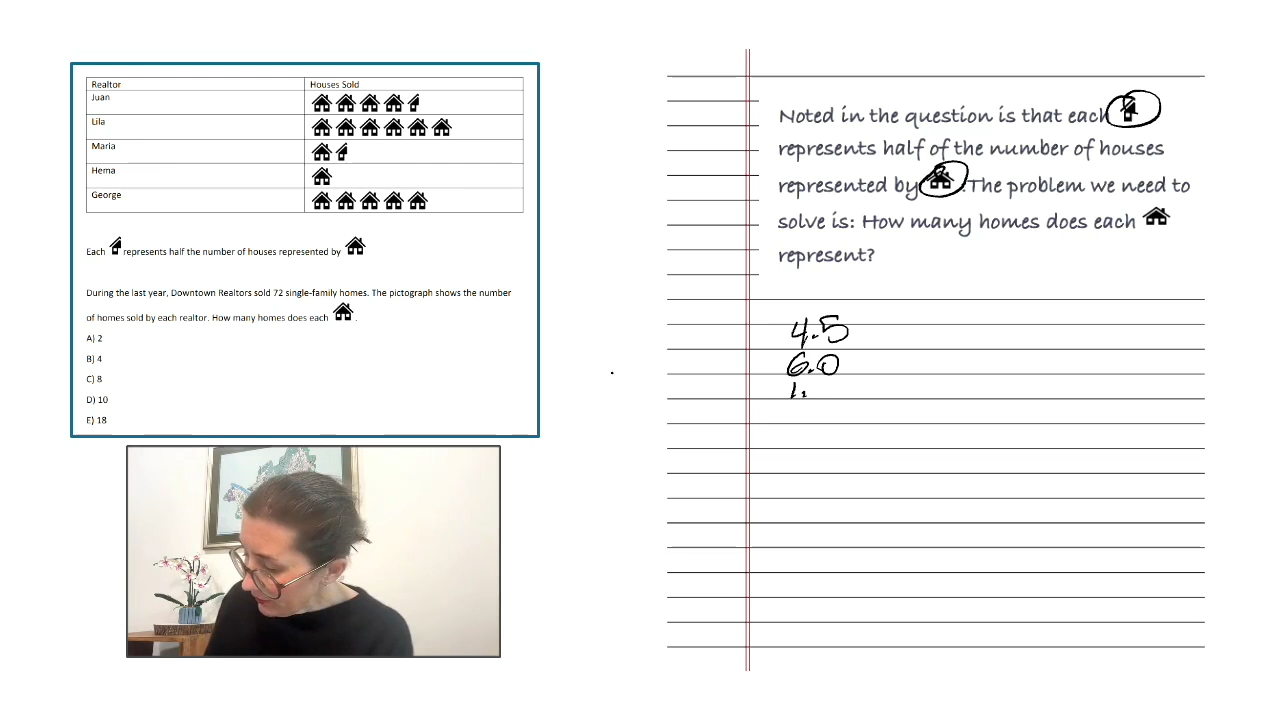 Realtor Houses Sold
Juan
Lila
Maria
Hema
George
Each represents half the number of houses represented by
During the last year, Downtown Realtors sold 72 single-family homes. The pictograph shows the number
of homes sold by each realtor. How many homes does each .
A) 2
B) 4
C) 8
D) 10
E) 18
Noted in the question is that each
represents half of the number of houses
represented by . The problem we need to
solve is: How many homes does each
represent?
4.5
6.0
1.